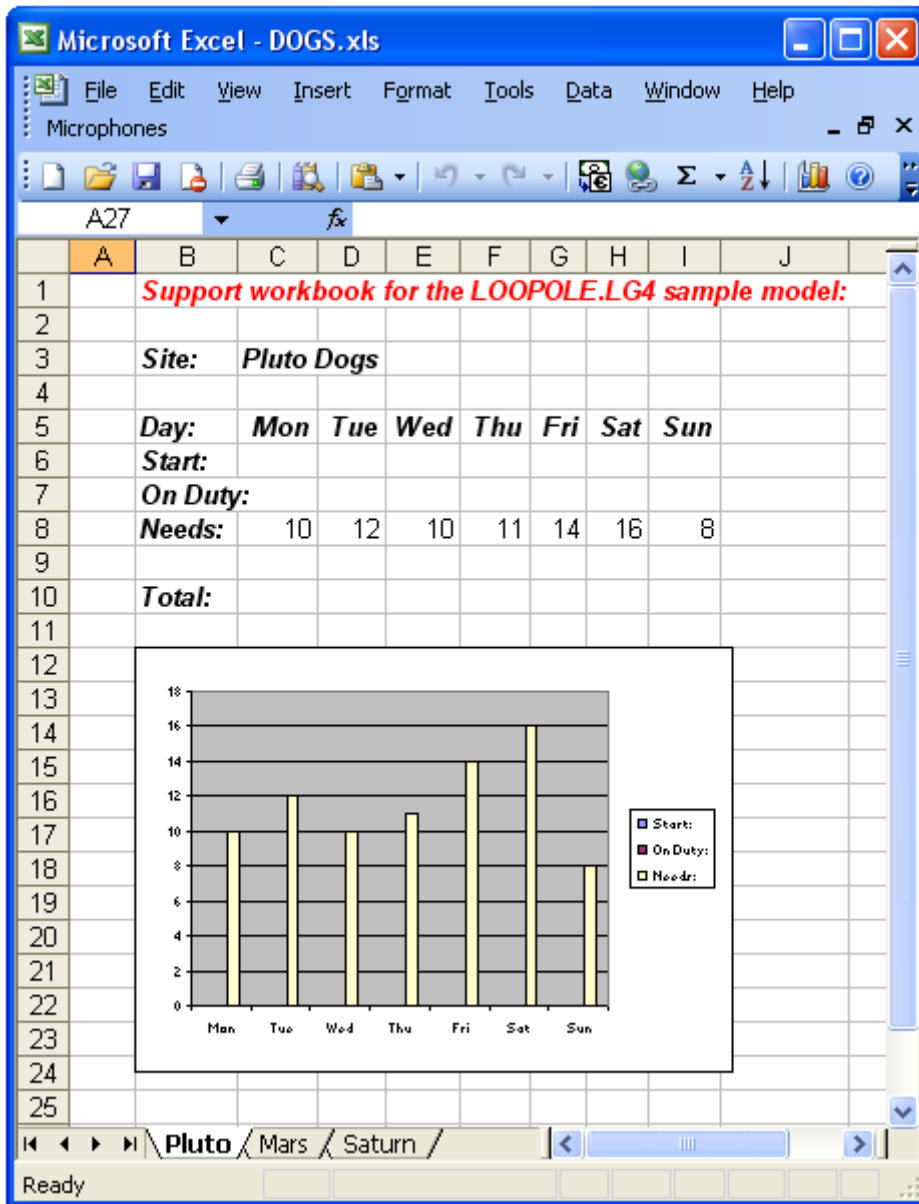 Microsoft Excel - DOGS.xls
File Edit View Insert Format Tools Data Window Help
Microphones
A27 fx
A B C D E F G H I J
1 Support workbook for the LOOPOLE.LG4 sample model:
2
3 Site: Pluto Dogs
4
5 Day: Mon Tue Wed Thu Fri Sat Sun
6 Start:
7 On Duty:
8 Needs: 10 12 10 11 14 16 8
9
10 Total:
11
12
13
14
15
16
17
18
19
20
21
22
23
24
25
18
16
14
12
10
8
6
4
2
0
Mon Tue Wed Thu Fri Sat Sun
Start:
On Duty:
Needs:
Pluto Mars Saturn
Ready